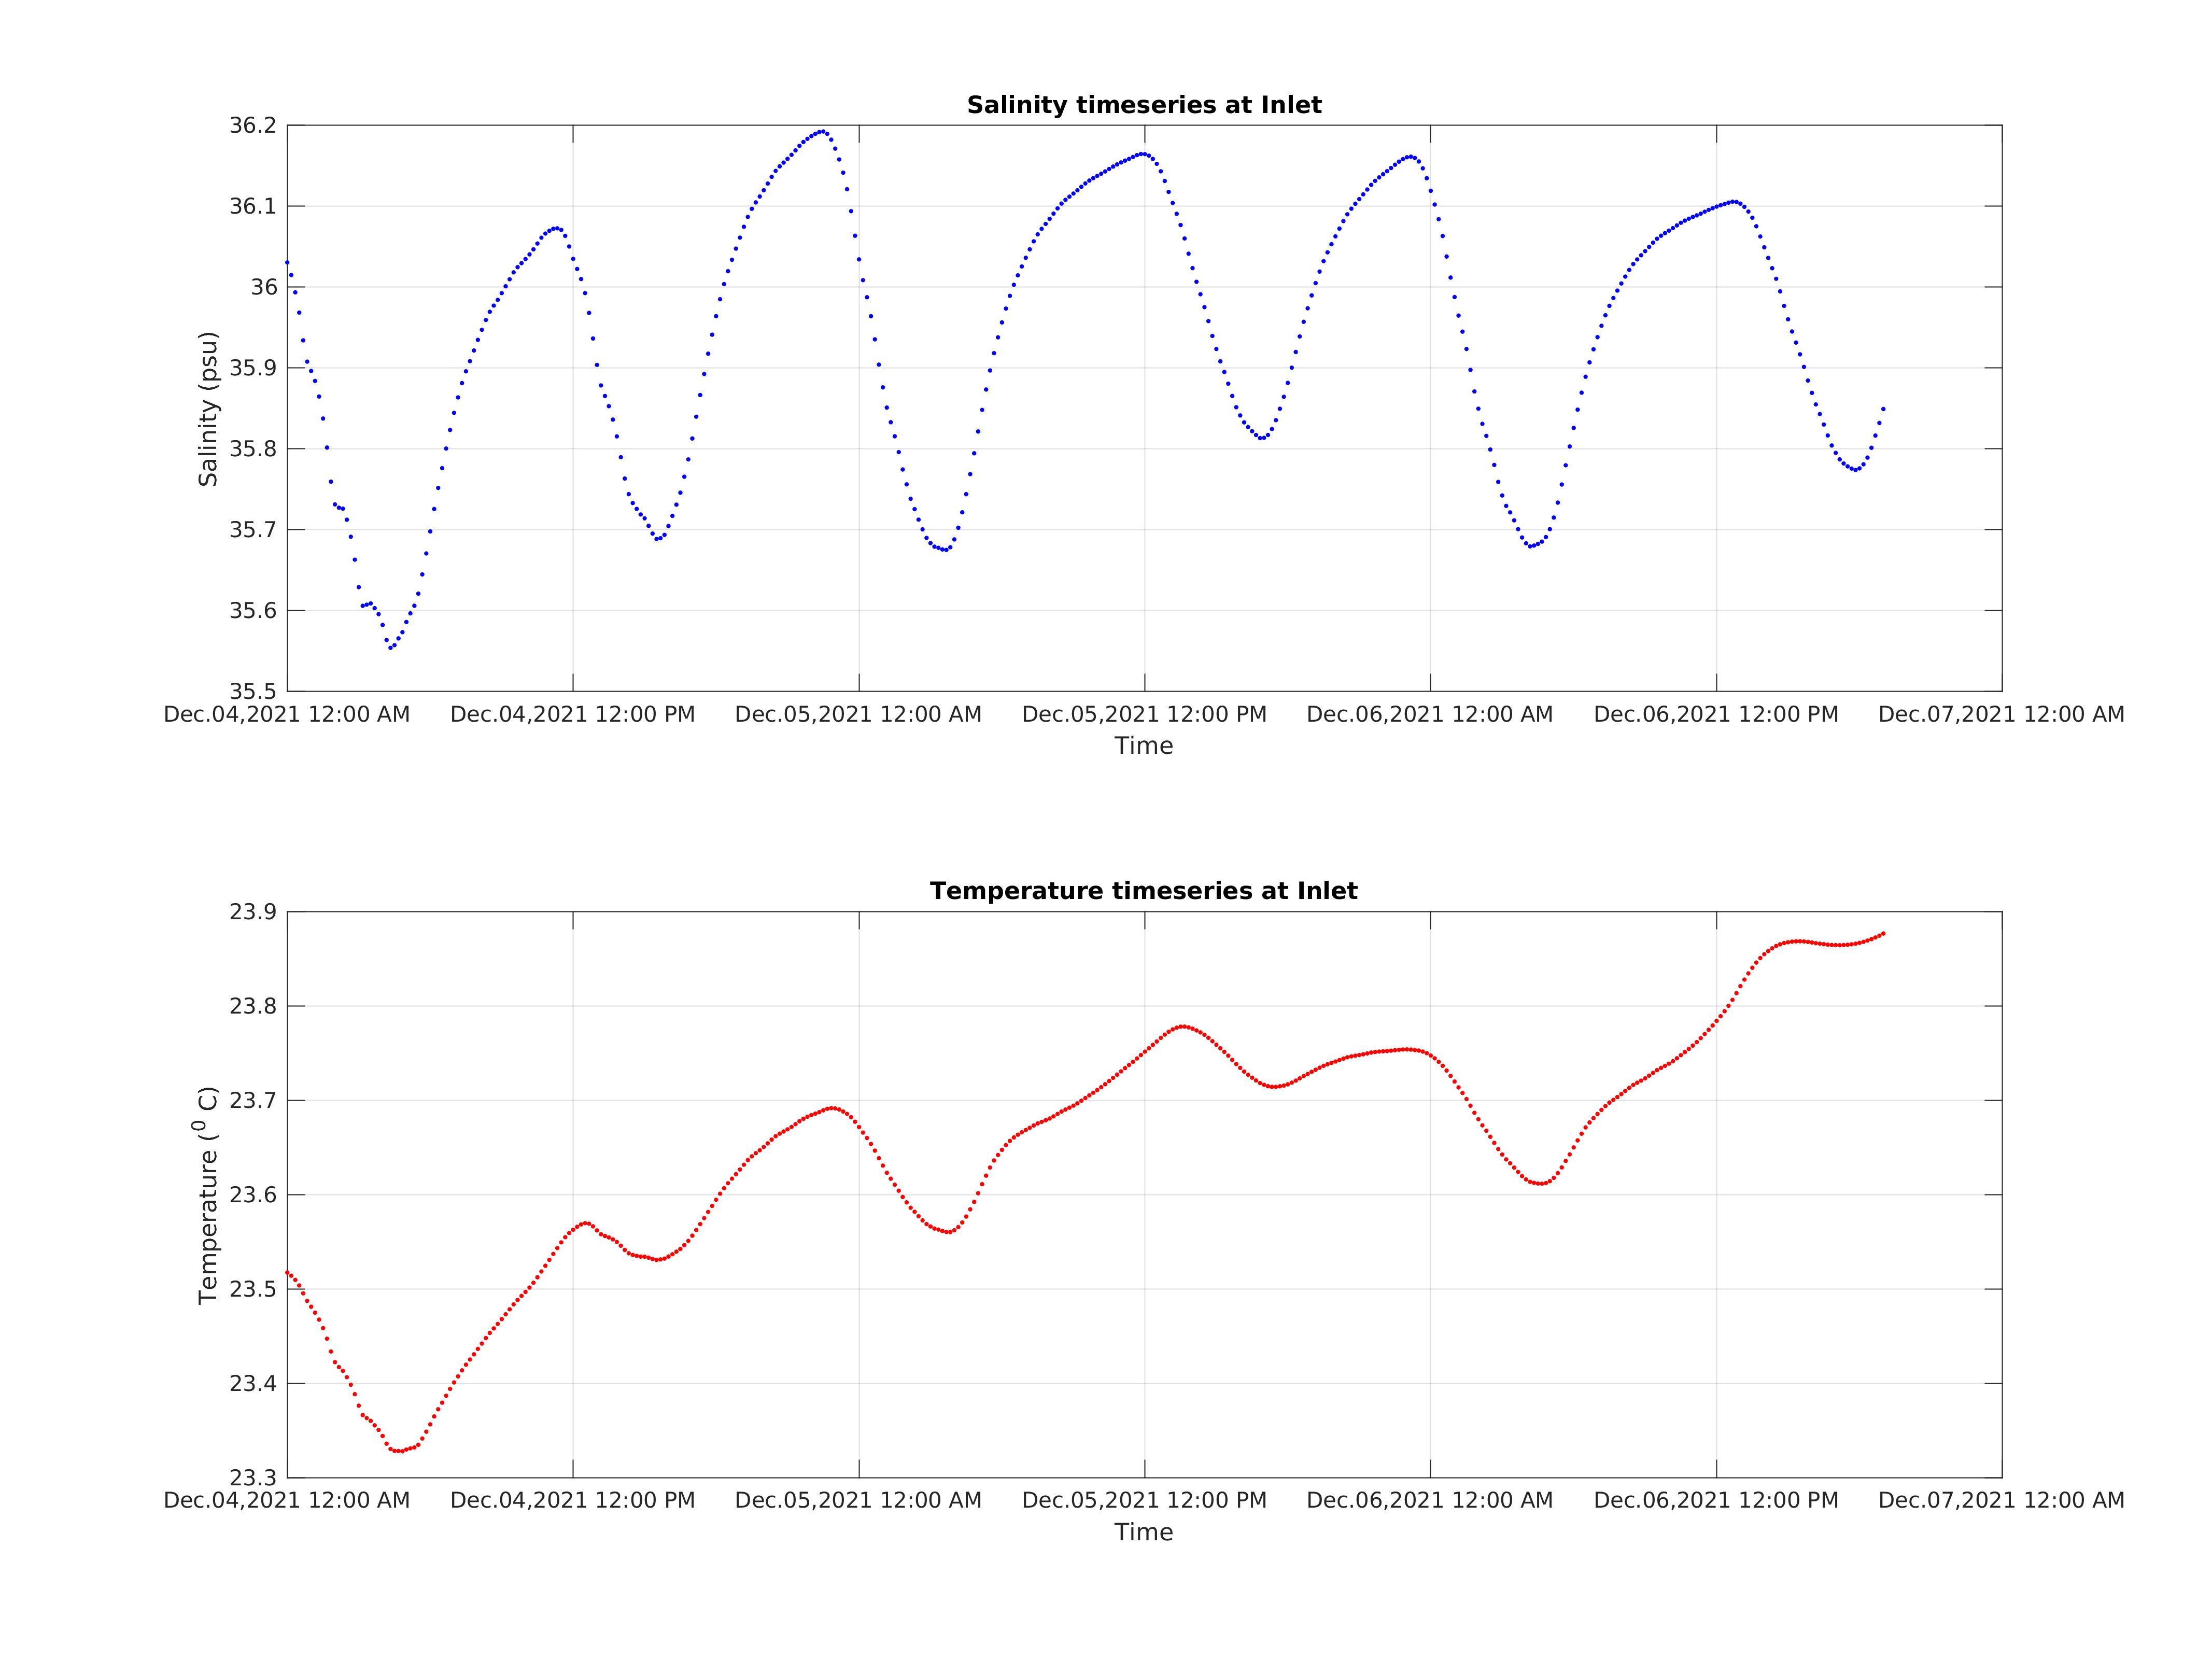 Salinity timeseries at Inlet
36.2
36.1
36
35.9
35.8
35.7
35.6
35.5
Salinity (psu)
Dec.04,2021 12:00 AM Dec.04,2021 12:00 PM Dec.05,2021 12:00 AM Dec.05,2021 12:00 PM Dec.06,2021 12:00 AM Dec.06,2021 12:00 PM Dec.07,2021 12:00 AM
Time
Temperature timeseries at Inlet
23.9
23.8
23.7
23.6
23.5
23.4
23.3
Temperature (⁰ C)
Dec.04,2021 12:00 AM Dec.04,2021 12:00 PM Dec.05,2021 12:00 AM Dec.05,2021 12:00 PM Dec.06,2021 12:00 AM Dec.06,2021 12:00 PM Dec.07,2021 12:00 AM
Time